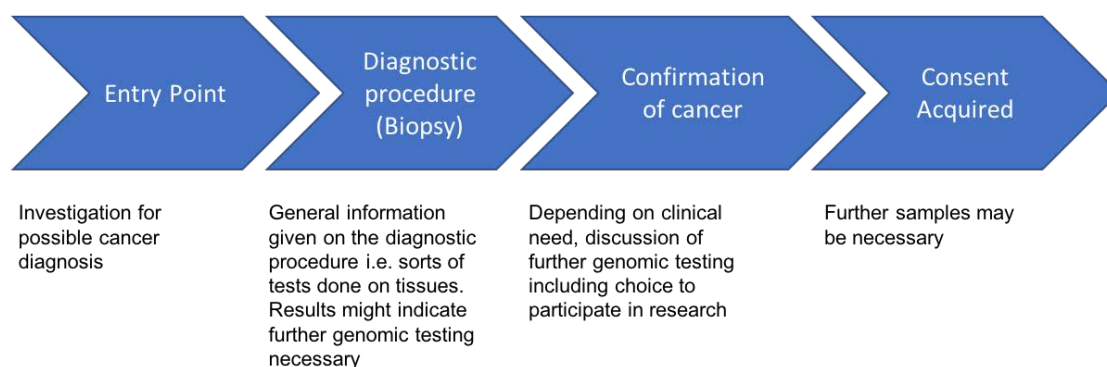 Entry Point
Diagnostic
procedure
(Biopsy)
Confirmation
of cancer
Consent
Acquired
Investigation for
possible cancer
diagnosis
General information
given on the diagnostic
procedure i.e. sorts of
tests done on tissues.
Results might indicate
further genomic testing
necessary
Depending on clinical
need, discussion of
further genomic testing
including choice to
participate in research
Further samples may
be necessary